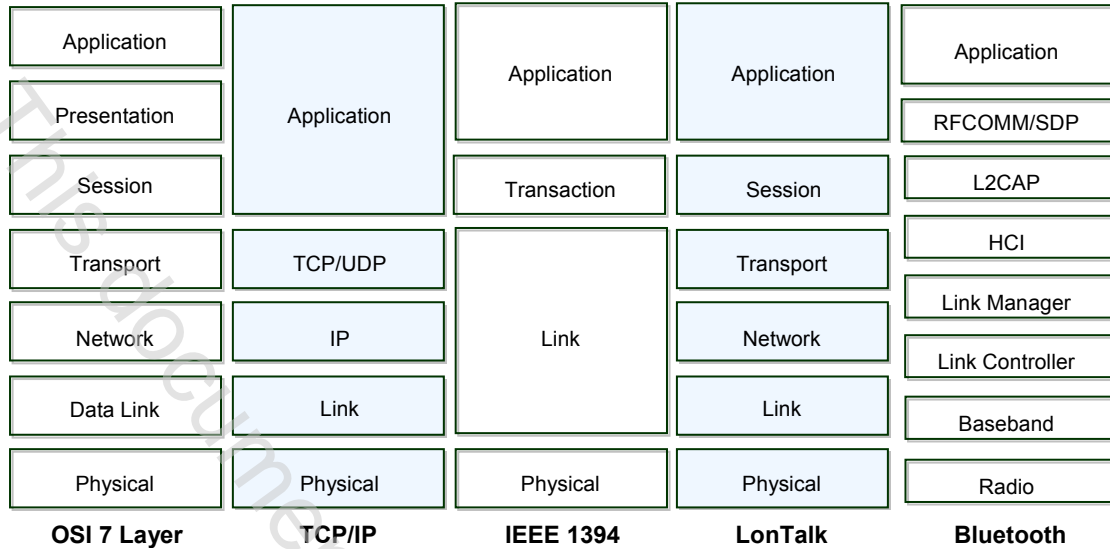 Application
Presentation
Session
Transport
Network
Data Link
Physical
OSI 7 Layer
Application
TCP/UDP
IP
Link
Physical
TCP/IP
Application
Transaction
Link
Physical
IEEE 1394
Application
Session
Transport
Network
Link
Physical
LonTalk
Application
RFCOMM/SDP
L2CAP
HCI
Link Manager
Link Controller
Baseband
Radio
Bluetooth
This docume